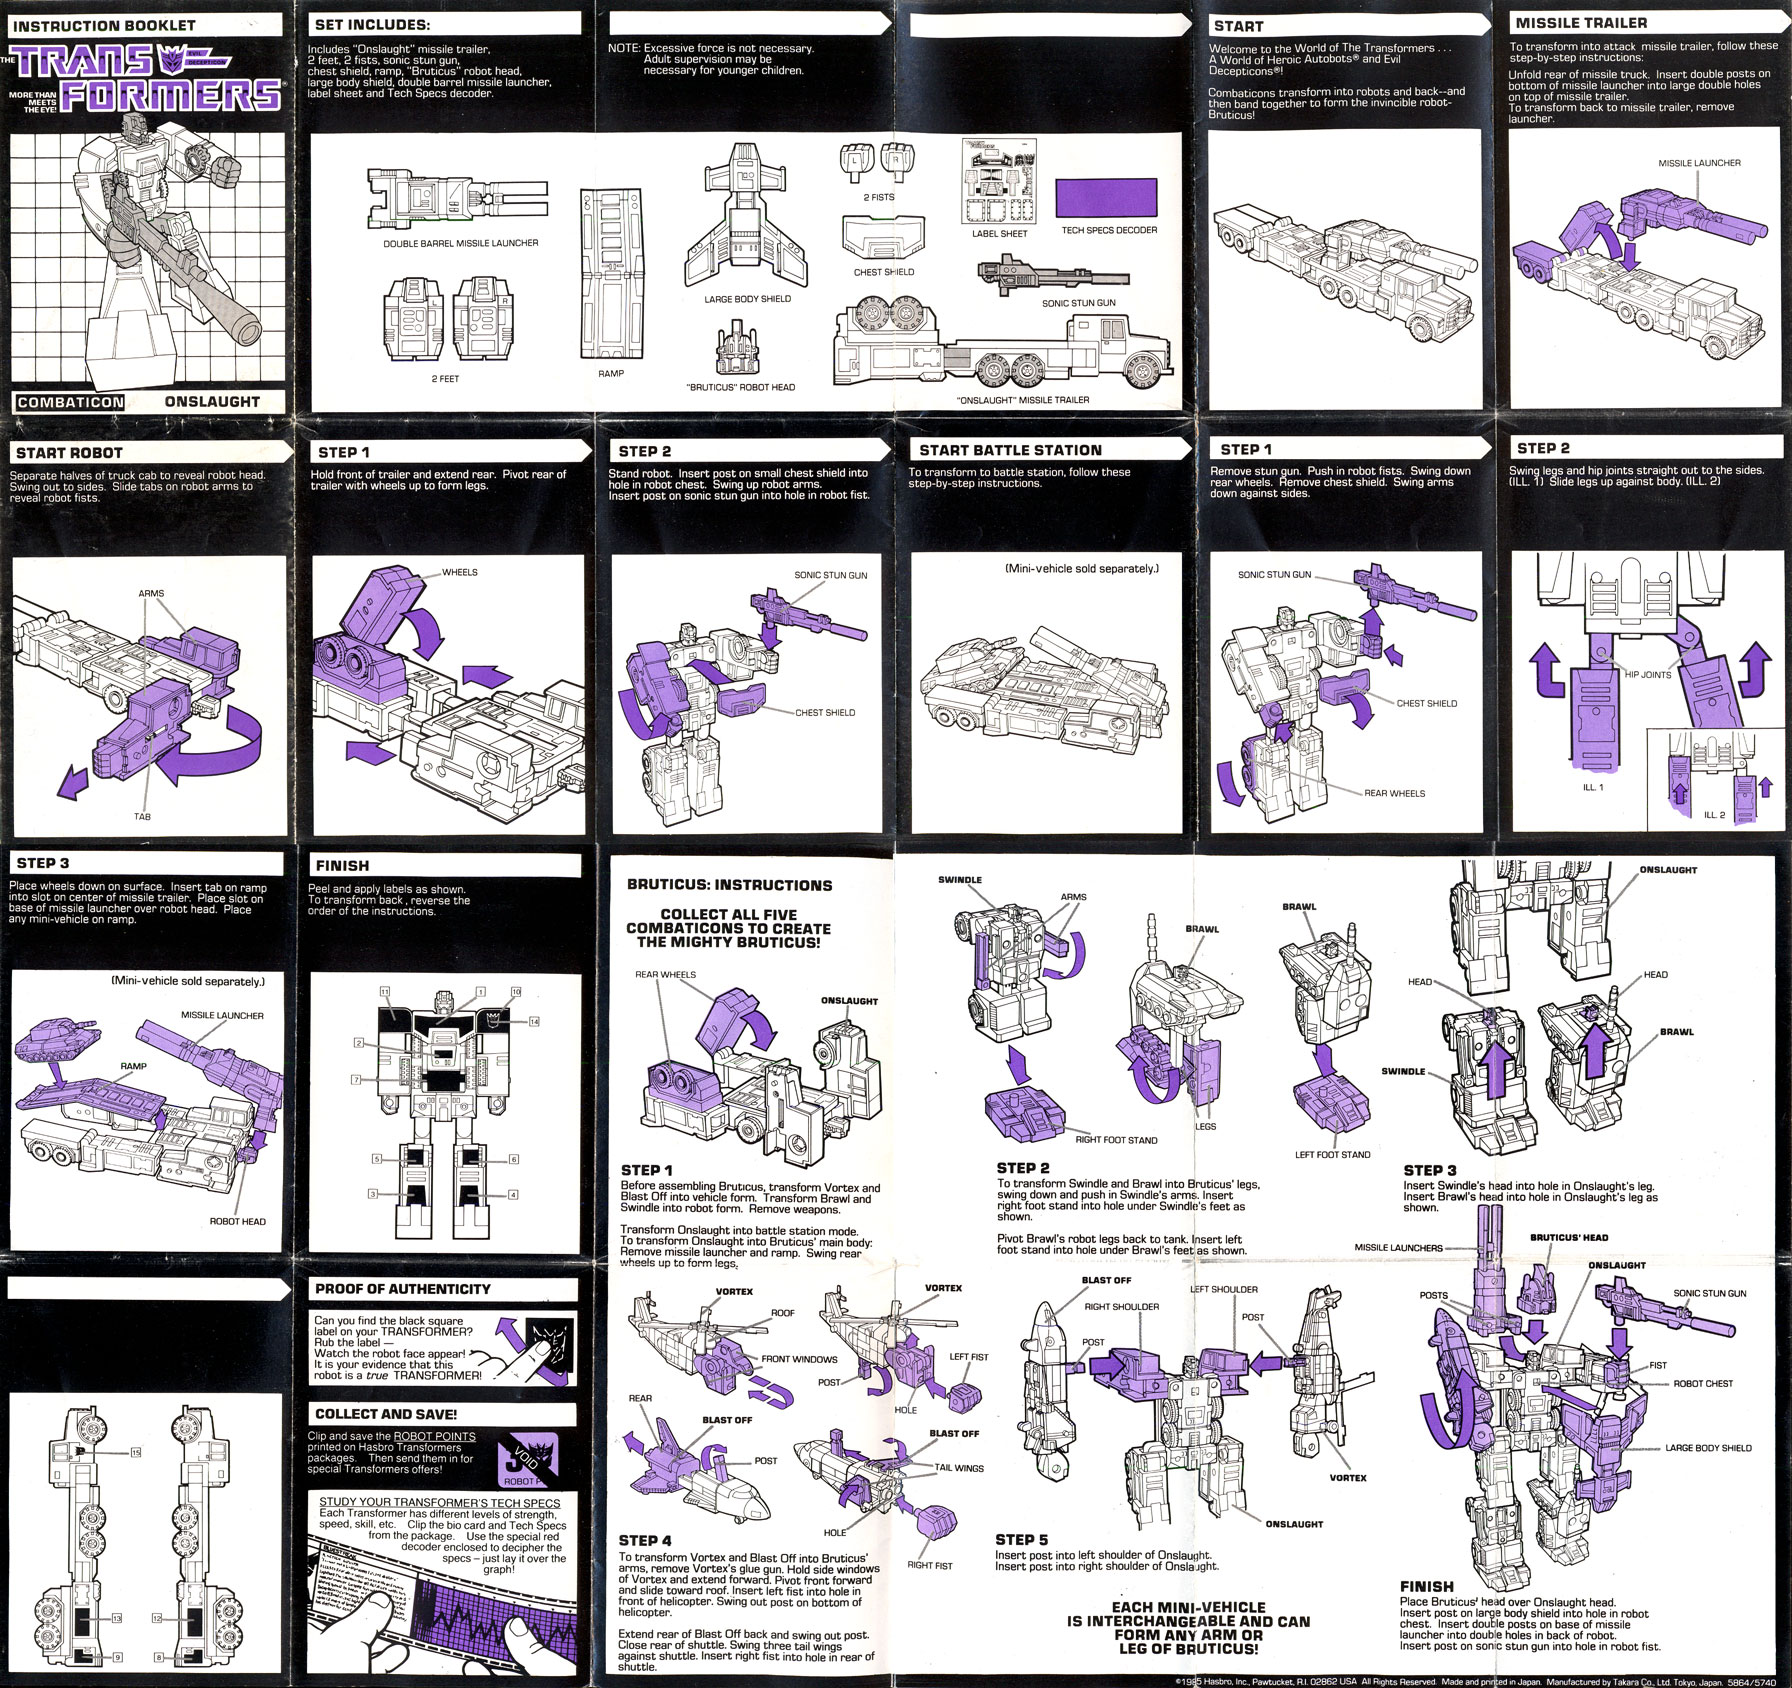 INSTRUCTION BOOKLET
THE TRANSFORMERS
EVIL
DECEPTICON
MORE THAN
MEETS
THE EYE!
COMBATICON ONSLAUGHT
SET INCLUDES:
Includes "Onslaught" missile trailer,
2 feet, 2 fists, sonic stun gun,
chest shield, ramp, "Bruticus" robot head,
large body shield, double barrel missile launcher,
label sheet and Tech Specs decoder.
NOTE: Excessive force is not necessary.
Adult supervision may be
necessary for younger children.
DOUBLE BARREL MISSILE LAUNCHER
L
R
2 FEET
RAMP
LARGE BODY SHIELD
"BRUTICUS" ROBOT HEAD
L
R
2 FISTS
CHEST SHIELD
LABEL SHEET
TECH SPECS DECODER
SONIC STUN GUN
"ONSLAUGHT" MISSILE TRAILER
START
Welcome to the World of The Transformers . . .
A World of Heroic Autobots® and Evil
Decepticons®!
Combaticons transform into robots and back--and
then band together to form the invincible robot-
Bruticus!
MISSILE TRAILER
To transform into attack missile trailer, follow these
step-by-step instructions:
Unfold rear of missile truck. Insert double posts on
bottom of missile launcher into large double holes
on top of missile trailer.
To transform back to missile trailer, remove
launcher.
MISSILE LAUNCHER
START ROBOT
Separate halves of truck cab to reveal robot head.
Swing out to sides. Slide tabs on robot arms to
reveal robot fists.
ARMS
TAB
STEP 1
Hold front of trailer and extend rear. Pivot rear of
trailer with wheels up to form legs.
WHEELS
STEP 2
Stand robot. Insert post on small chest shield into
hole in robot chest. Swing up robot arms.
Insert post on sonic stun gun into hole in robot fist.
SONIC STUN GUN
CHEST SHIELD
START BATTLE STATION
To transform to battle station, follow these
step-by-step instructions.
(Mini-vehicle sold separately.)
STEP 1
Remove stun gun. Push in robot fists. Swing down
rear wheels. Remove chest shield. Swing arms
down against sides.
SONIC STUN GUN
CHEST SHIELD
REAR WHEELS
STEP 2
Swing legs and hip joints straight out to the sides.
(ILL. 1) Slide legs up against body. (ILL. 2)
HIP JOINTS
ILL. 1
ILL. 2
STEP 3
Place wheels down on surface. Insert tab on ramp
into slot on center of missile trailer. Place slot on
base of missile launcher over robot head. Place
any mini-vehicle on ramp.
(Mini-vehicle sold separately.)
MISSILE LAUNCHER
RAMP
ROBOT HEAD
FINISH
Peel and apply labels as shown.
To transform back, reverse the
order of the instructions.
11
1
10
14
2
7
5
6
3
4
BRUTICUS: INSTRUCTIONS
COLLECT ALL FIVE
COMBATICONS TO CREATE
THE MIGHTY BRUTICUS!
REAR WHEELS
ONSLAUGHT
STEP 1
Before assembling Bruticus, transform Vortex and
Blast Off into vehicle form. Transform Brawl and
Swindle into robot form. Remove weapons.
Transform Onslaught into battle station mode.
To transform Onslaught into Bruticus' main body:
Remove missile launcher and ramp. Swing rear
wheels up to form legs.
SWINDLE
ARMS
BRAWL
BRAWL
RIGHT FOOT STAND
LEGS
LEFT FOOT STAND
STEP 2
To transform Swindle and Brawl into Bruticus' legs,
swing down and push in Swindle's arms. Insert
right foot stand into hole under Swindle's feet as
shown.
Pivot Brawl's robot legs back to tank. Insert left
foot stand into hole under Brawl's feet as shown.
ONSLAUGHT
HEAD
HEAD
BRAWL
SWINDLE
STEP 3
Insert Swindle's head into hole in Onslaught's leg.
Insert Brawl's head into hole in Onslaught's leg as
shown.
15
13
12
9
8
PROOF OF AUTHENTICITY
Can you find the black square
label on your TRANSFORMER?
Rub the label —
Watch the robot face appear!
It is your evidence that this
robot is a true TRANSFORMER!
COLLECT AND SAVE!
Clip and save the ROBOT POINTS
printed on Hasbro Transformers
packages. Then send them in for
special Transformers offers!
VOID
ROBOT P
STUDY YOUR TRANSFORMER'S TECH SPECS
Each Transformer has different levels of strength,
speed, skill, etc. Clip the bio card and Tech Specs
from the package. Use the special red
decoder enclosed to decipher the
specs – just lay it over the
graph!
VORTEX
ROOF
FRONT WINDOWS
VORTEX
POST
LEFT FIST
HOLE
REAR
BLAST OFF
POST
BLAST OFF
TAIL WINGS
HOLE
RIGHT FIST
STEP 4
To transform Vortex and Blast Off into Bruticus'
arms, remove Vortex's glue gun. Hold side windows
of Vortex and extend forward. Pivot front forward
and slide toward roof. Insert left fist into hole in
front of helicopter. Swing out post on bottom of
helicopter.
Extend rear of Blast Off back and swing out post.
Close rear of shuttle. Swing three tail wings
against shuttle. Insert right fist into hole in rear of
shuttle.
BLAST OFF
RIGHT SHOULDER
LEFT SHOULDER
POST
POST
VORTEX
ONSLAUGHT
STEP 5
Insert post into left shoulder of Onslaught.
Insert post into right shoulder of Onslaught.
EACH MINI-VEHICLE
IS INTERCHANGEABLE AND CAN
FORM ANY ARM OR
LEG OF BRUTICUS!
MISSILE LAUNCHERS
BRUTICUS' HEAD
ONSLAUGHT
POSTS
SONIC STUN GUN
FIST
ROBOT CHEST
LARGE BODY SHIELD
FINISH
Place Bruticus' head over Onslaught head.
Insert post on large body shield into hole in robot
chest. Insert double posts on base of missile
launcher into double holes in back of robot.
Insert post on sonic stun gun into hole in robot fist.
©1985 Hasbro, Inc., Pawtucket, R.I. 02862 USA All Rights Reserved. Made and printed in Japan. Manufactured by Takara Co., Ltd. Tokyo, Japan. 5864/5740